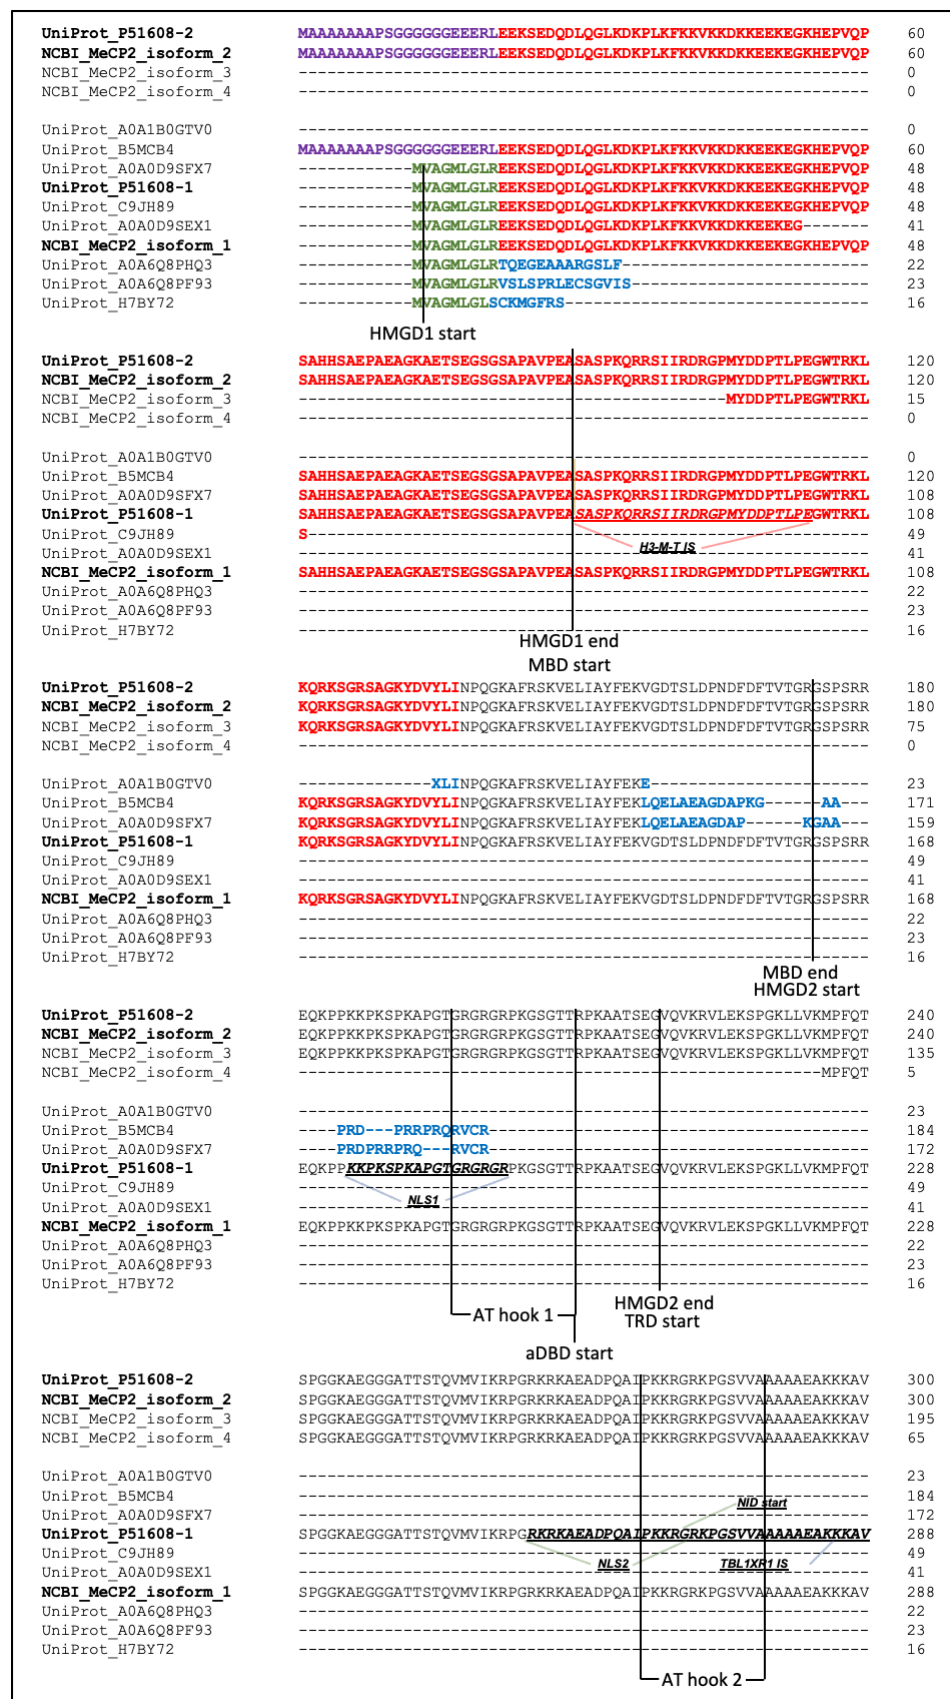 UniProt_P51608-2 MAAAAAAAPSGGGGGGEEERLEEKSEDQDLQGLKDKPLKFKKVKKDKKEEKEGKHEPVQP 60
NCBI_MeCP2_isoform_2 MAAAAAAAPSGGGGGGEEERLEEKSEDQDLQGLKDKPLKFKKVKKDKKEEKEGKHEPVQP 60
NCBI_MeCP2_isoform_3 ------------------------------------------------------------ 0
NCBI_MeCP2_isoform_4 ------------------------------------------------------------ 0
UniProt_A0A1B0GTV0 ------------------------------------------------------------ 0
UniProt_B5MCB4 MAAAAAAAPSGGGGGGEEERLEEKSEDQDLQGLKDKPLKFKKVKKDKKEEKEGKHEPVQP 60
UniProt_A0A0D9SFX7 ------------MVAGMLGLREEKSEDQDLQGLKDKPLKFKKVKKDKKEEKEGKHEPVQP 48
UniProt_P51608-1 ------------MVAGMLGLREEKSEDQDLQGLKDKPLKFKKVKKDKKEEKEGKHEPVQP 48
UniProt_C9JH89 ------------MVAGMLGLREEKSEDQDLQGLKDKPLKFKKVKKDKKEEKEGKHEPVQP 48
UniProt_A0A0D9SEX1 ------------MVAGMLGLREEKSEDQDLQGLKDKPLKFKKVKKDKKEEKEG------- 41
NCBI_MeCP2_isoform_1 ------------MVAGMLGLREEKSEDQDLQGLKDKPLKFKKVKKDKKEEKEGKHEPVQP 48
UniProt_A0A6Q8PHQ3 ------------MVAGMLGLRTQEGEAAARGSLF-------------------------- 22
UniProt_A0A6Q8PF93 ------------MVAGMLGLRVSLSPRLECSGVIS------------------------- 23
UniProt_H7BY72 ------------MVAGMLGLSCKMGFRS-------------------------------- 16
HMGD1 start
UniProt_P51608-2 SAHHSAEPAEAGKAETSEGSGSAPAVPEASASPKQRRSIIRDRGPMYDDPTLPEGWTRKL 120
NCBI_MeCP2_isoform_2 SAHHSAEPAEAGKAETSEGSGSAPAVPEASASPKQRRSIIRDRGPMYDDPTLPEGWTRKL 120
NCBI_MeCP2_isoform_3 ---------------------------------------------MYDDPTLPEGWTRKL 15
NCBI_MeCP2_isoform_4 ------------------------------------------------------------ 0
UniProt_A0A1B0GTV0 ------------------------------------------------------------ 0
UniProt_B5MCB4 SAHHSAEPAEAGKAETSEGSGSAPAVPEASASPKQRRSIIRDRGPMYDDPTLPEGWTRKL 120
UniProt_A0A0D9SFX7 SAHHSAEPAEAGKAETSEGSGSAPAVPEASASPKQRRSIIRDRGPMYDDPTLPEGWTRKL 108
UniProt_P51608-1 SAHHSAEPAEAGKAETSEGSGSAPAVPEASASPKQRRSIIRDRGPMYDDPTLPEGWTRKL 108
UniProt_C9JH89 S----------------------------------------------------------- 49
H3-M-T IS
UniProt_A0A0D9SEX1 ------------------------------------------------------------ 41
NCBI_MeCP2_isoform_1 SAHHSAEPAEAGKAETSEGSGSAPAVPEASASPKQRRSIIRDRGPMYDDPTLPEGWTRKL 108
UniProt_A0A6Q8PHQ3 ------------------------------------------------------------ 22
UniProt_A0A6Q8PF93 ------------------------------------------------------------ 23
UniProt_H7BY72 ------------------------------------------------------------ 16
HMGD1 end
MBD start
UniProt_P51608-2 KQRKSGRSAGKYDVYLINPQGKAFRSKVELIAYFEKVGDTSLDPNDFDFTVTGRGSPSRR 180
NCBI_MeCP2_isoform_2 KQRKSGRSAGKYDVYLINPQGKAFRSKVELIAYFEKVGDTSLDPNDFDFTVTGRGSPSRR 180
NCBI_MeCP2_isoform_3 KQRKSGRSAGKYDVYLINPQGKAFRSKVELIAYFEKVGDTSLDPNDFDFTVTGRGSPSRR 75
NCBI_MeCP2_isoform_4 ------------------------------------------------------------ 0
UniProt_A0A1B0GTV0 --------------XLINPQGKAFRSKVELIAYFEKE----------------------- 23
UniProt_B5MCB4 KQRKSGRSAGKYDVYLINPQGKAFRSKVELIAYFEKLQELAEAGDAPKG------AA--- 171
UniProt_A0A0D9SFX7 KQRKSGRSAGKYDVYLINPQGKAFRSKVELIAYFEKLQELAEAGDAP------KGAA--- 159
UniProt_P51608-1 KQRKSGRSAGKYDVYLINPQGKAFRSKVELIAYFEKVGDTSLDPNDFDFTVTGRGSPSRR 168
UniProt_C9JH89 ------------------------------------------------------------ 49
UniProt_A0A0D9SEX1 ------------------------------------------------------------ 41
NCBI_MeCP2_isoform_1 KQRKSGRSAGKYDVYLINPQGKAFRSKVELIAYFEKVGDTSLDPNDFDFTVTGRGSPSRR 168
UniProt_A0A6Q8PHQ3 ------------------------------------------------------------ 22
UniProt_A0A6Q8PF93 ------------------------------------------------------------ 23
UniProt_H7BY72 ------------------------------------------------------------ 16
MBD end
HMGD2 start
UniProt_P51608-2 EQKPPKKPKSPKAPGTGRGRGRPKGSGTTRPKAATSEGVQVKRVLEKSPGKLLVKMPFQT 240
NCBI_MeCP2_isoform_2 EQKPPKKPKSPKAPGTGRGRGRPKGSGTTRPKAATSEGVQVKRVLEKSPGKLLVKMPFQT 240
NCBI_MeCP2_isoform_3 EQKPPKKPKSPKAPGTGRGRGRPKGSGTTRPKAATSEGVQVKRVLEKSPGKLLVKMPFQT 135
NCBI_MeCP2_isoform_4 -------------------------------------------------------MPFQT 5
UniProt_A0A1B0GTV0 ------------------------------------------------------------ 23
UniProt_B5MCB4 ----PRD---PRRPRQRVCR---------------------------------------- 184
UniProt_A0A0D9SFX7 ----PRDPRRPRQ---RVCR---------------------------------------- 172
UniProt_P51608-1 EQKPPKKPKSPKAPGTGRGRGRPKGSGTTRPKAATSEGVQVKRVLEKSPGKLLVKMPFQT 228
UniProt_C9JH89 ------------------------------------------------------------ 49
NLS1
UniProt_A0A0D9SEX1 ------------------------------------------------------------ 41
NCBI_MeCP2_isoform_1 EQKPPKKPKSPKAPGTGRGRGRPKGSGTTRPKAATSEGVQVKRVLEKSPGKLLVKMPFQT 228
UniProt_A0A6Q8PHQ3 ------------------------------------------------------------ 22
UniProt_A0A6Q8PF93 ------------------------------------------------------------ 23
UniProt_H7BY72 ------------------------------------------------------------ 16
AT hook 1
HMGD2 end
TRD start
aDBD start
UniProt_P51608-2 SPGGKAEGGGATTSTQVMVIKRPGRKRKAEADPQAIPKKRGRKPGSVVAAAAAEAKKKAV 300
NCBI_MeCP2_isoform_2 SPGGKAEGGGATTSTQVMVIKRPGRKRKAEADPQAIPKKRGRKPGSVVAAAAAEAKKKAV 300
NCBI_MeCP2_isoform_3 SPGGKAEGGGATTSTQVMVIKRPGRKRKAEADPQAIPKKRGRKPGSVVAAAAAEAKKKAV 195
NCBI_MeCP2_isoform_4 SPGGKAEGGGATTSTQVMVIKRPGRKRKAEADPQAIPKKRGRKPGSVVAAAAAEAKKKAV 65
UniProt_A0A1B0GTV0 ------------------------------------------------------------ 23
UniProt_B5MCB4 ------------------------------------------------------------ 184
NID start
UniProt_A0A0D9SFX7 ------------------------------------------------------------ 172
UniProt_P51608-1 SPGGKAEGGGATTSTQVMVIKRPGRKRKAEADPQAIPKKRGRKPGSVVAAAAAEAKKKAV 288
UniProt_C9JH89 ------------------------------------------------------------ 49
NLS2 TBL1XR1 IS
UniProt_A0A0D9SEX1 ------------------------------------------------------------ 41
NCBI_MeCP2_isoform_1 SPGGKAEGGGATTSTQVMVIKRPGRKRKAEADPQAIPKKRGRKPGSVVAAAAAEAKKKAV 288
UniProt_A0A6Q8PHQ3 ------------------------------------------------------------ 22
UniProt_A0A6Q8PF93 ------------------------------------------------------------ 23
UniProt_H7BY72 ------------------------------------------------------------ 16
AT hook 2